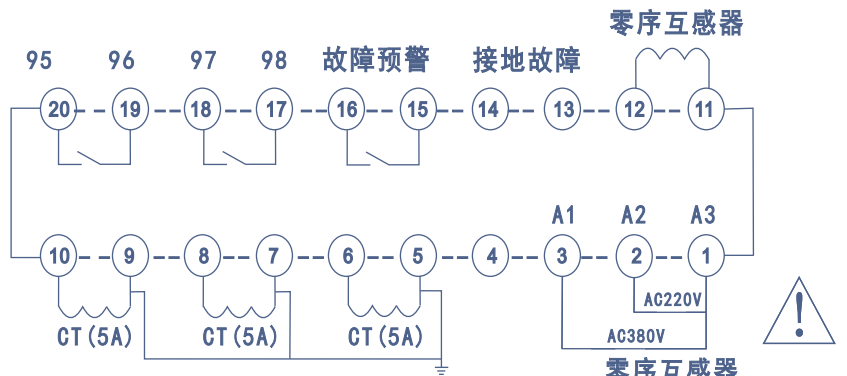 零序互感器
95 96 97 98 故障预警 接地故障
20 19 18 17 16 15 14 13 12 11
A1 A2 A3
10 9 8 7 6 5 4 3 2 1
AC220V
CT(5A) CT(5A) CT(5A) AC380V
零序互感器